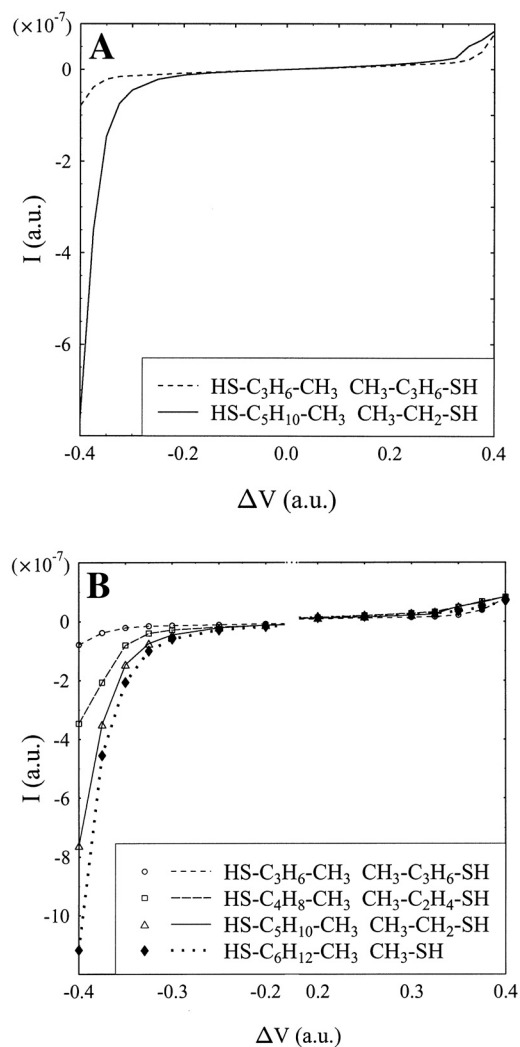 (×10⁻⁷)
A
0
-2
-4
-6
I (a.u.)
HS-C₃H₆-CH₃ CH₃-C₃H₆-SH
HS-C₅H₁₀-CH₃ CH₃-CH₂-SH
-0.4 -0.2 0.0 0.2 0.4
ΔV (a.u.)
(×10⁻⁷)
B
0
-2
-4
-6
-8
-10
I (a.u.)
HS-C₃H₆-CH₃ CH₃-C₃H₆-SH
HS-C₄H₈-CH₃ CH₃-C₂H₄-SH
HS-C₅H₁₀-CH₃ CH₃-CH₂-SH
HS-C₆H₁₂-CH₃ CH₃-SH
-0.4 -0.3 -0.2 0.2 0.3 0.4
ΔV (a.u.)